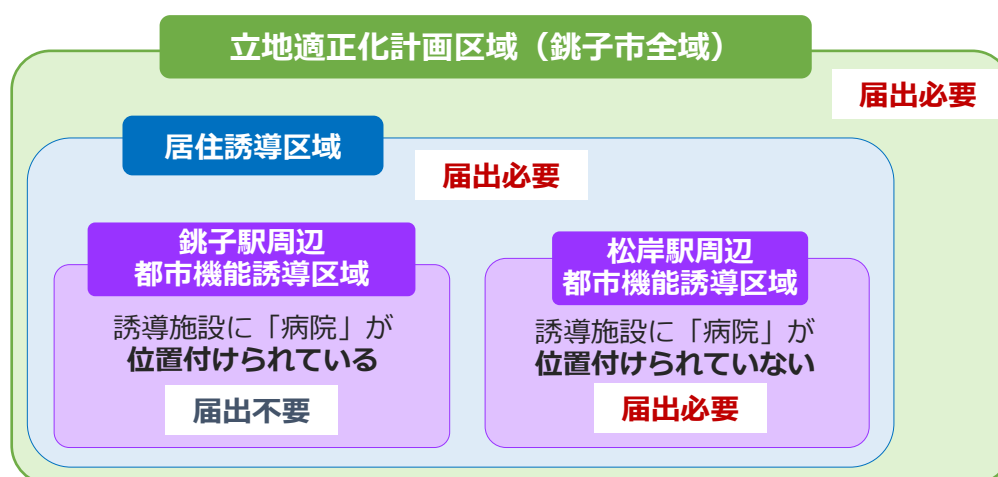 立地適正化計画区域（銚子市全域）
届出必要
居住誘導区域
届出必要
銚子駅周辺
都市機能誘導区域
誘導施設に「病院」が
位置付けられている
届出不要
松岸駅周辺
都市機能誘導区域
誘導施設に「病院」が
位置付けられていない
届出必要